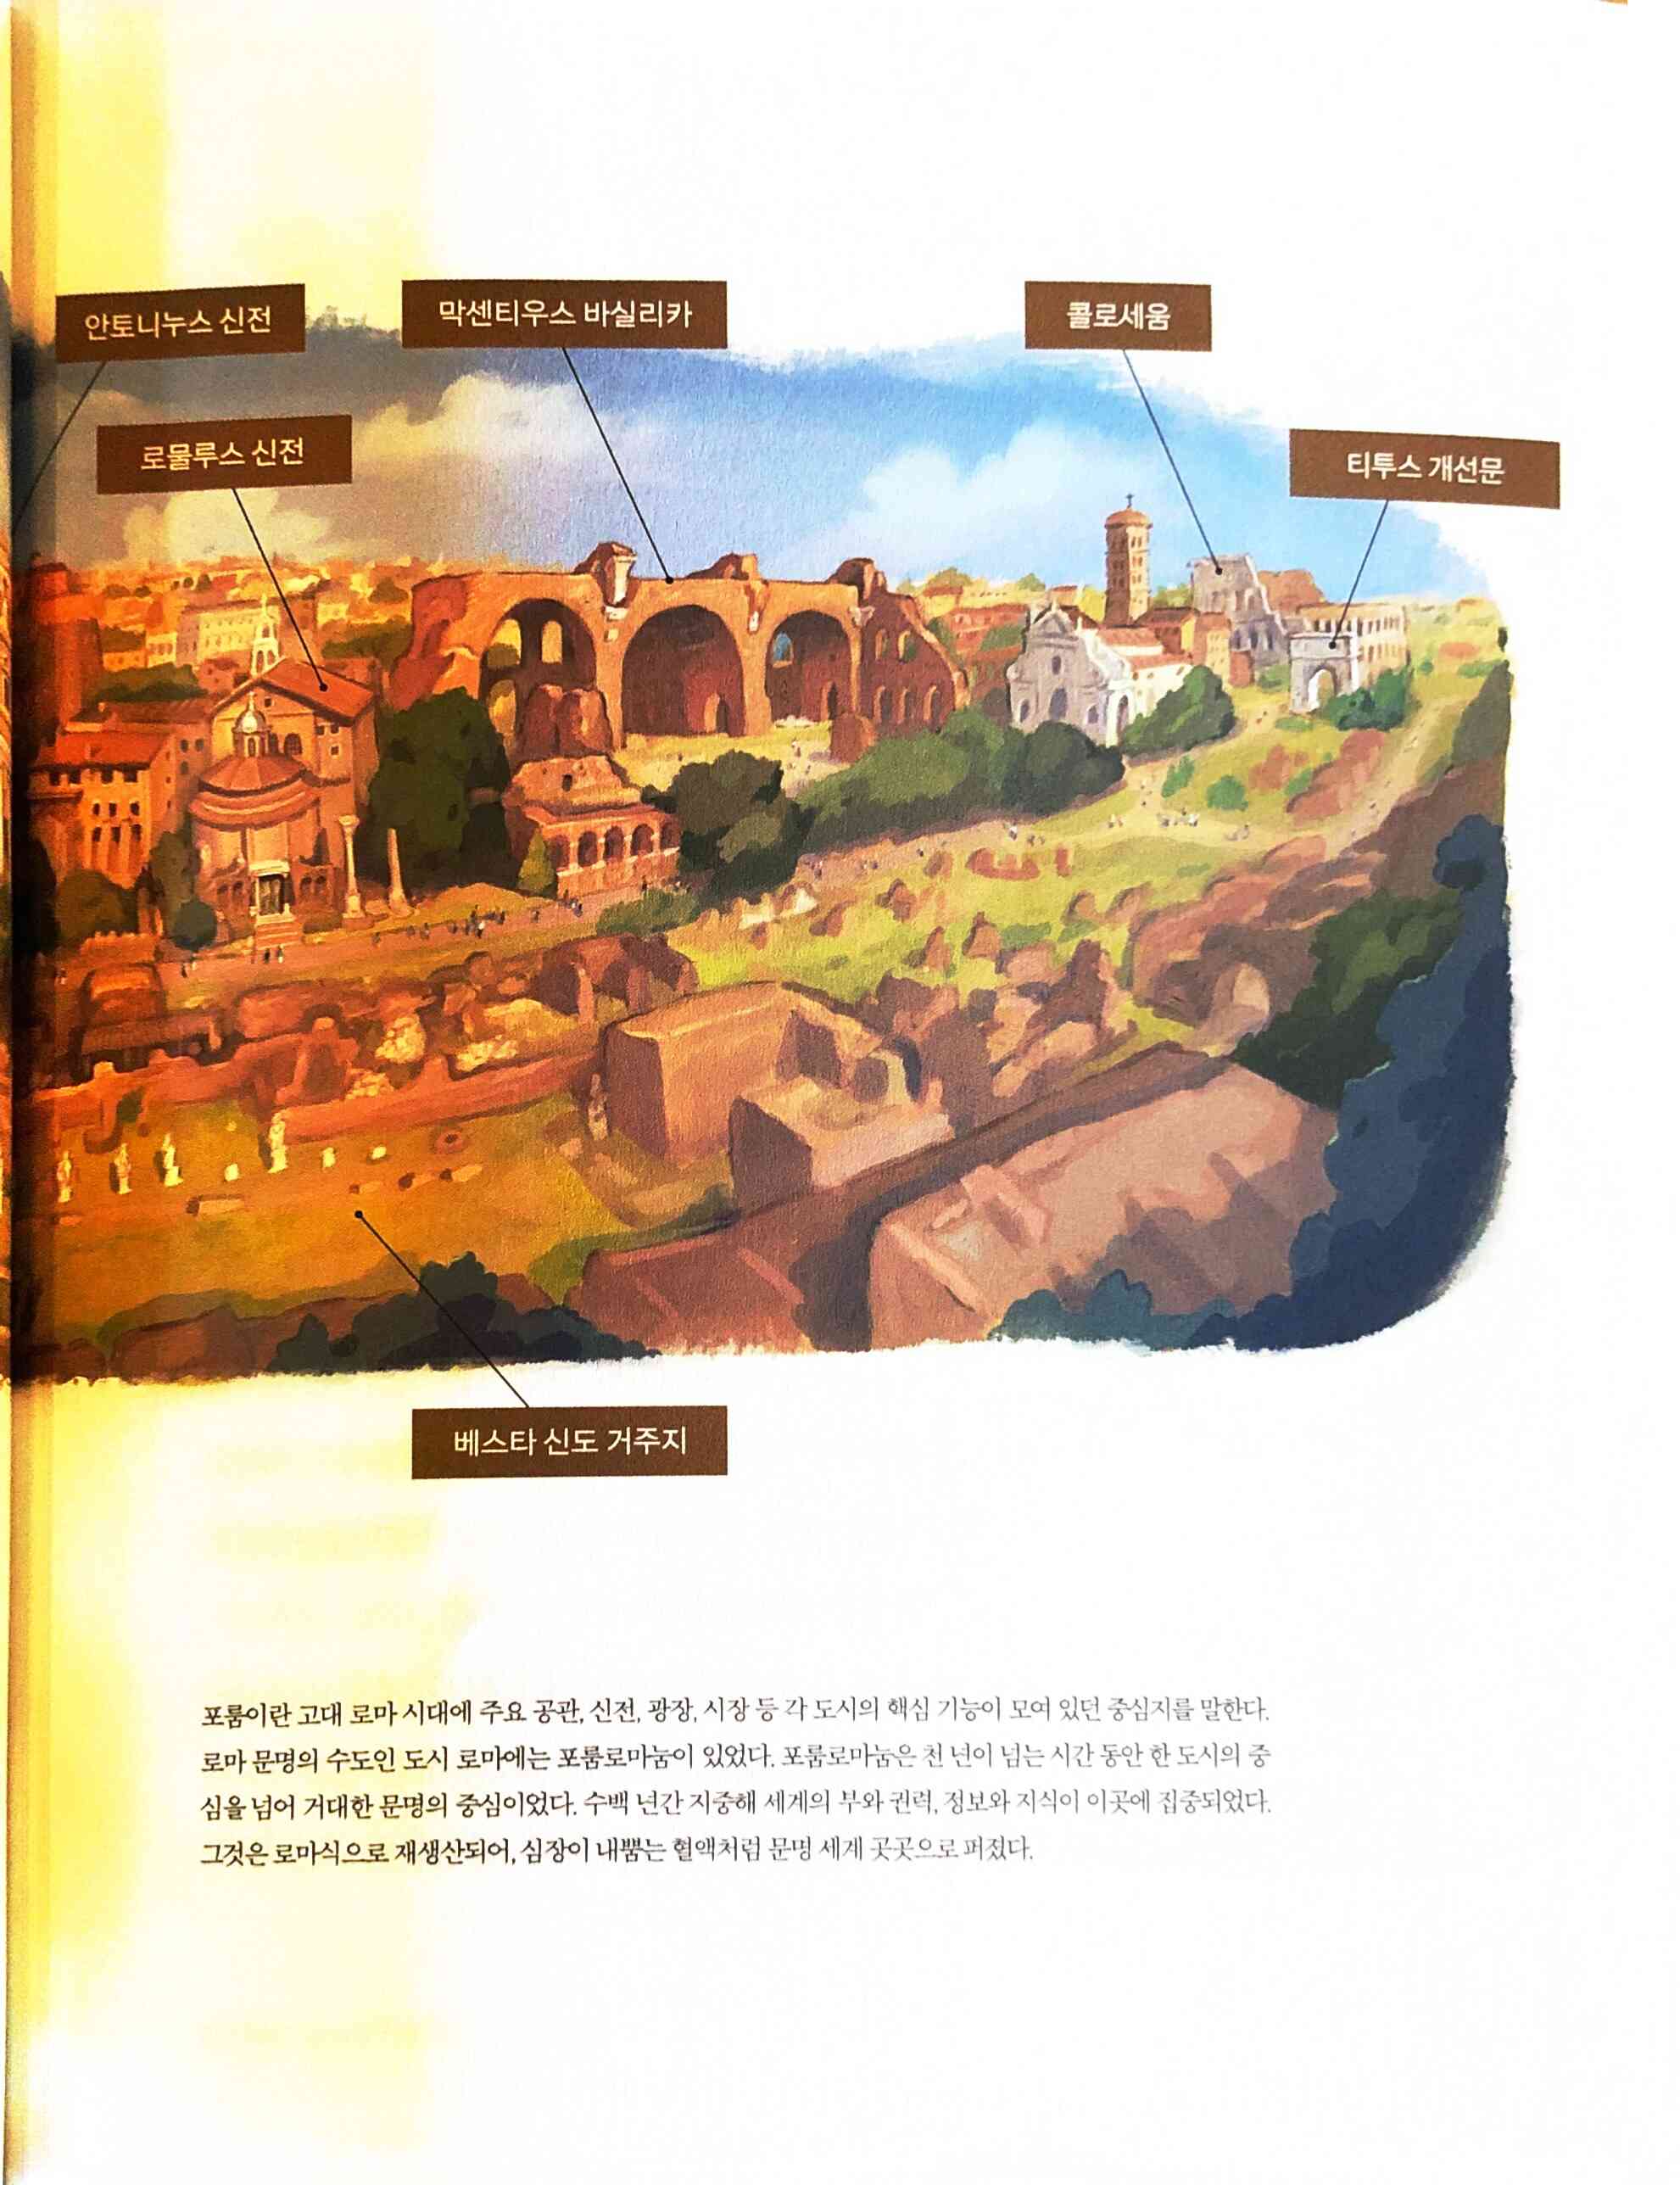 안토니누스 신전
막센티우스 바실리카
콜로세움
로물루스 신전
티투스 개선문
베스타 신도 거주지
포룸이란 고대 로마 시대에 주요 공관, 신전, 광장, 시장 등 각 도시의 핵심 기능이 모여 있던 중심지를 말한다.
로마 문명의 수도인 도시 로마에는 포룸로마눔이 있었다. 포룸로마눔은 천 년이 넘는 시간 동안 한 도시의 중
심을 넘어 거대한 문명의 중심이었다. 수백 년간 지중해 세계의 부와 권력, 정보와 지식이 이곳에 집중되었다.
그것은 로마식으로 재생산되어, 심장이 내뿜는 혈액처럼 문명 세계 곳곳으로 퍼졌다.